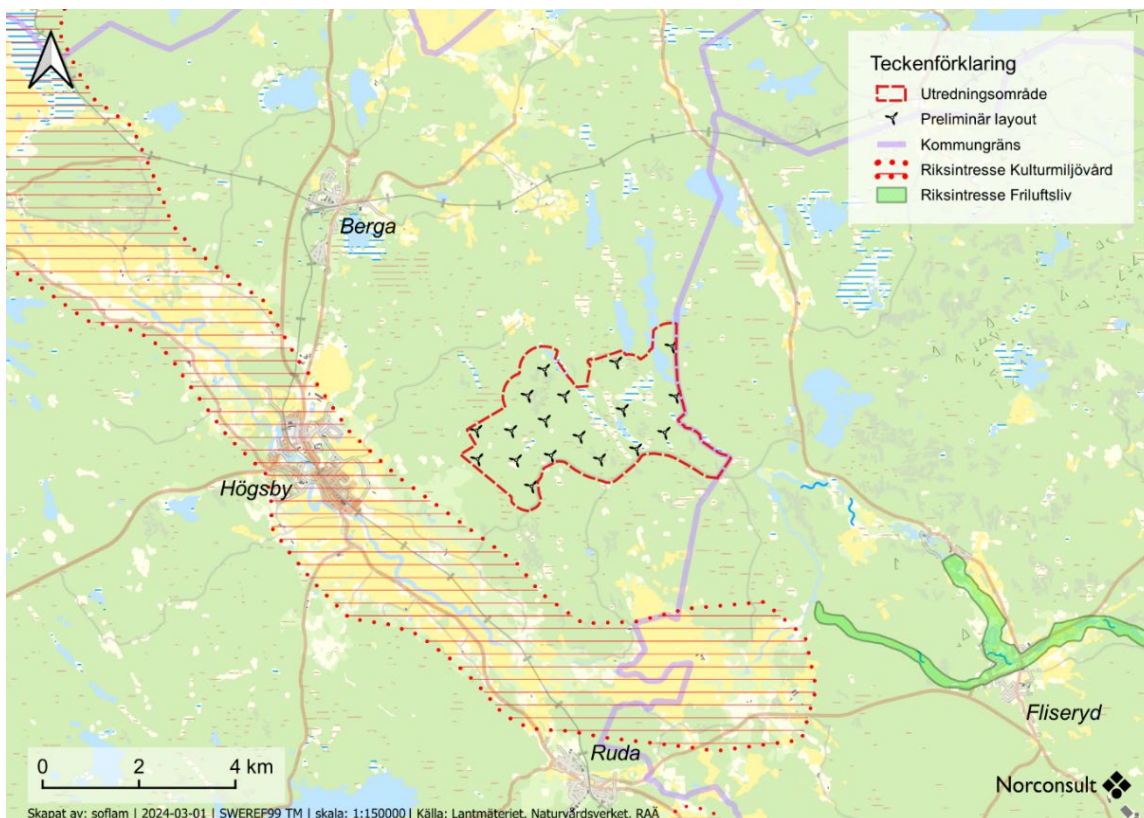 Teckenförklaring
Utredningsområde
Preliminär layout
Kommungräns
Riksintresse Kulturmiljövård
Riksintresse Friluftsliv
Berga
Högsby
Ruda
Fliseryd
0 2 4 km
Norconsult
Skapat av: soflam | 2024-03-01 | SWEREF99 TM | skala: 1:150000 | Källa: Lantmäteriet, Naturvårdsverket, RAÄ